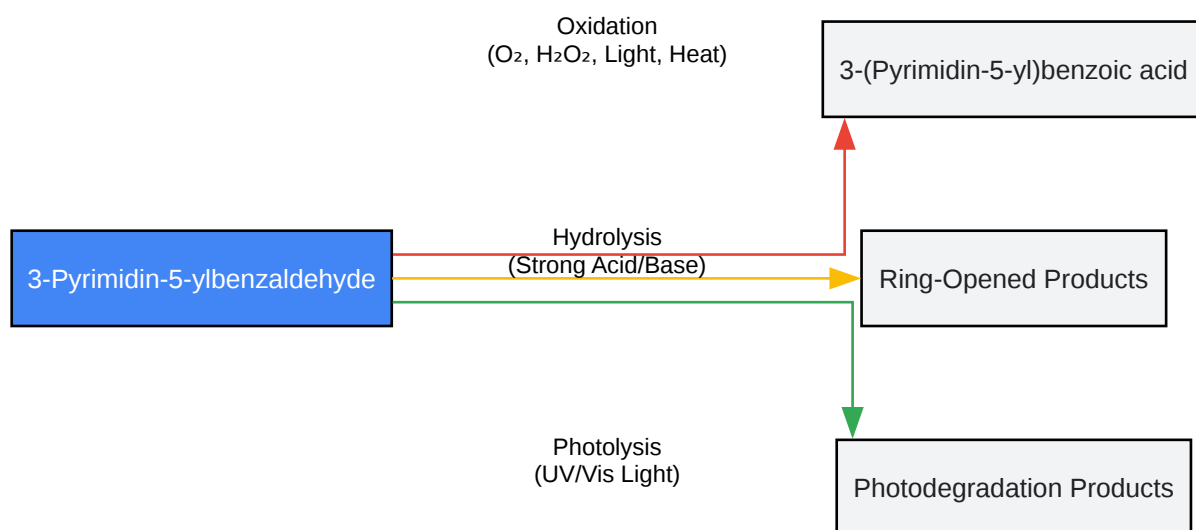 Oxidation
(O₂, H₂O₂, Light, Heat)
3-(Pyrimidin-5-yl)benzoic acid
3-Pyrimidin-5-ylbenzaldehyde
Hydrolysis
(Strong Acid/Base)
Ring-Opened Products
Photolysis
(UV/Vis Light)
Photodegradation Products